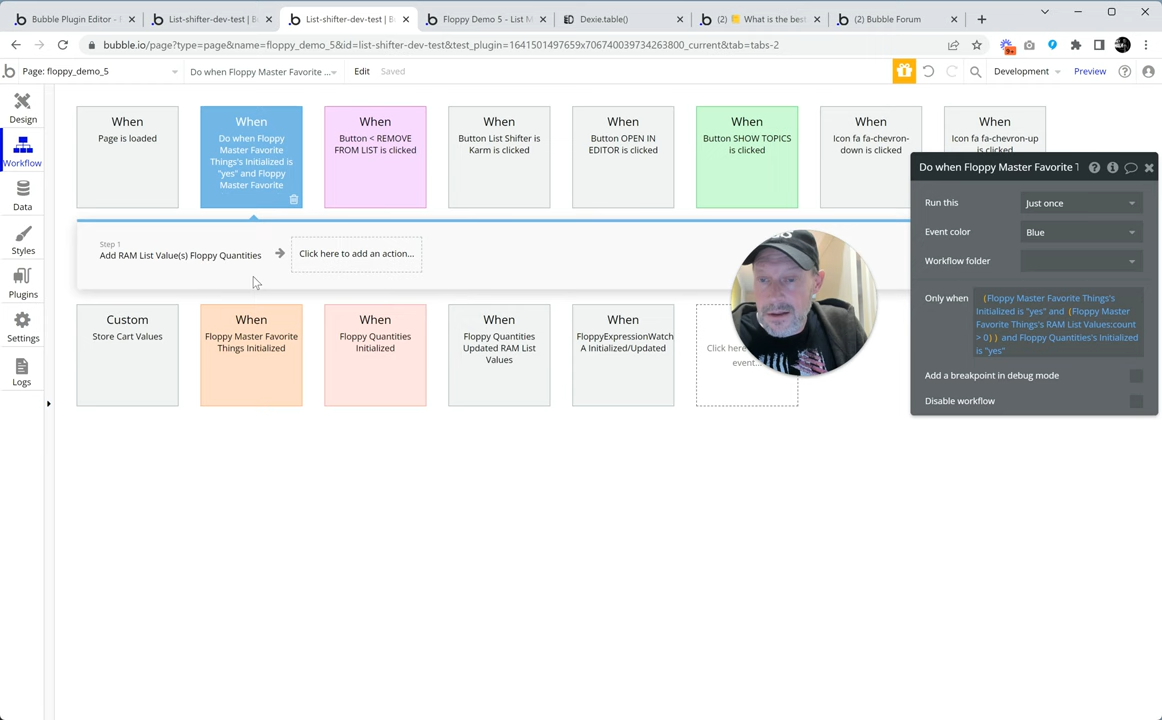 Bubble Plugin Editor - F
List-shifter-dev-test | B
List-shifter-dev-test | B
Floppy Demo 5 - List M
Dexie.table()
(2) What is the best
(2) Bubble Forum
bubble.io/page?type=page&name=floppy_demo_5&id=list-shifter-dev-test&test_plugin=1641501497659x706740039734263800_current&tab=tabs-2
Page: floppy_demo_5
Do when Floppy Master Favorite ...
Edit
Saved
Development
Preview
Design
Workflow
Data
Styles
Plugins
Settings
Logs
When
Page is loaded
When
Do when Floppy
Master Favorite
Things's Initialized is
"yes" and Floppy
Master Favorite
When
Button < REMOVE
FROM LIST is clicked
When
Button List Shifter is
Karm is clicked
When
Button OPEN IN
EDITOR is clicked
When
Button SHOW TOPICS
is clicked
When
Icon fa fa-chevron-
down is clicked
When
Icon fa fa-chevron-up
is clicked
Step 1
Add RAM List Value(s) Floppy Quantities
Click here to add an action...
Custom
Store Cart Values
When
Floppy Master Favorite
Things Initialized
When
Floppy Quantities
Initialized
When
Floppy Quantities
Updated RAM List
Values
When
FloppyExpressionWatch
A Initialized/Updated
Click here
event...
Do when Floppy Master Favorite T
Run this
Just once
Event color
Blue
Workflow folder
Only when
(Floppy Master Favorite Things's
Initialized is "yes" and (Floppy
Master Favorite
Things's RAM List Values:count
> 0)) and Floppy Quantities's Initialized
is "yes"
Add a breakpoint in debug mode
Disable workflow